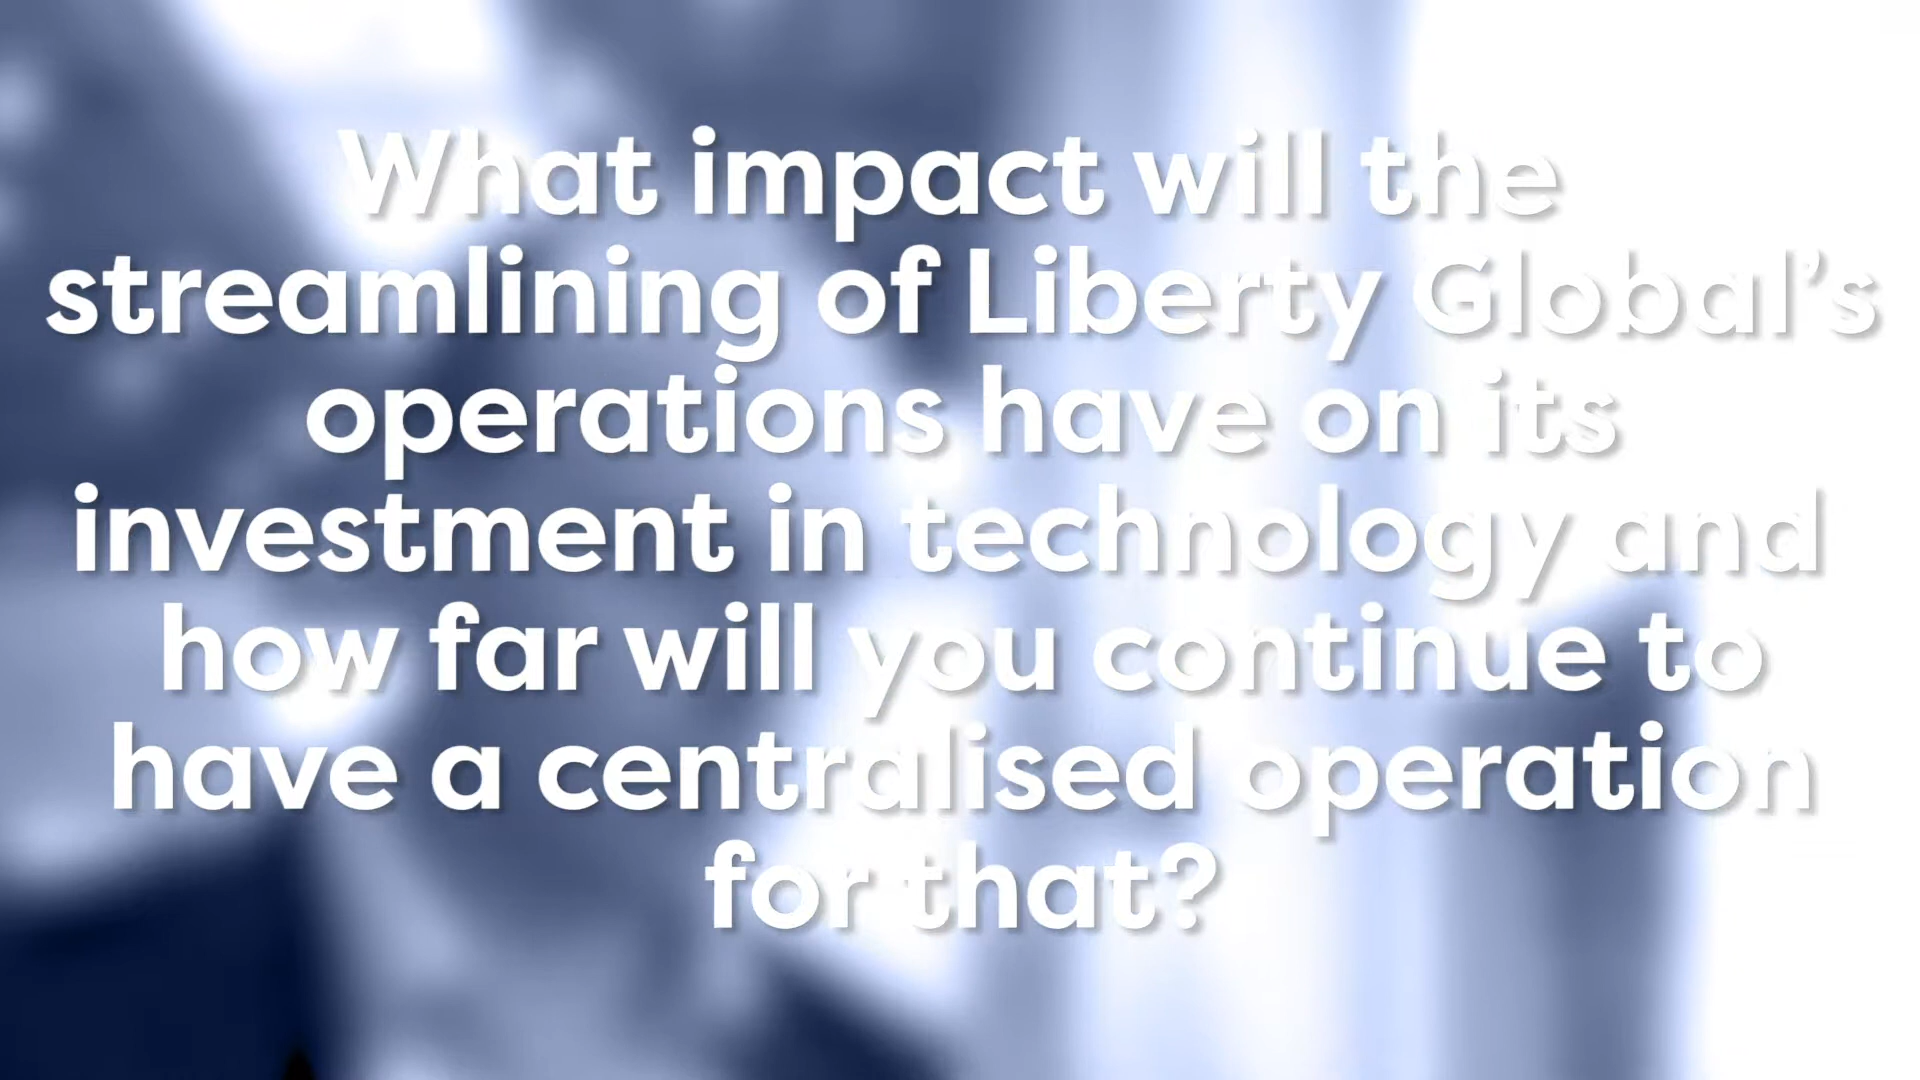 What impact will the
streamlining of Liberty Global’s
operations have on its
investment in technology and
how far will you continue to
have a centralised operation
for that?